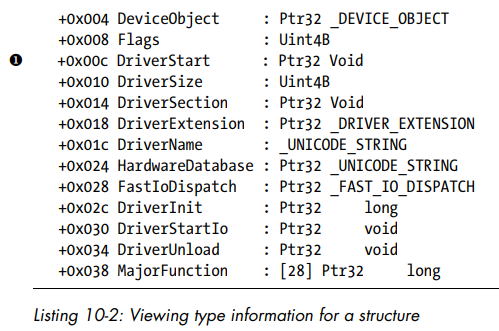 +0x004 DeviceObject : Ptr32 _DEVICE_OBJECT
+0x008 Flags : Uint4B
❶ +0x00c DriverStart : Ptr32 Void
+0x010 DriverSize : Uint4B
+0x014 DriverSection : Ptr32 Void
+0x018 DriverExtension : Ptr32 _DRIVER_EXTENSION
+0x01c DriverName : _UNICODE_STRING
+0x024 HardwareDatabase : Ptr32 _UNICODE_STRING
+0x028 FastIoDispatch : Ptr32 _FAST_IO_DISPATCH
+0x02c DriverInit : Ptr32 long
+0x030 DriverStartIo : Ptr32 void
+0x034 DriverUnload : Ptr32 void
+0x038 MajorFunction : [28] Ptr32 long
Listing 10-2: Viewing type information for a structure